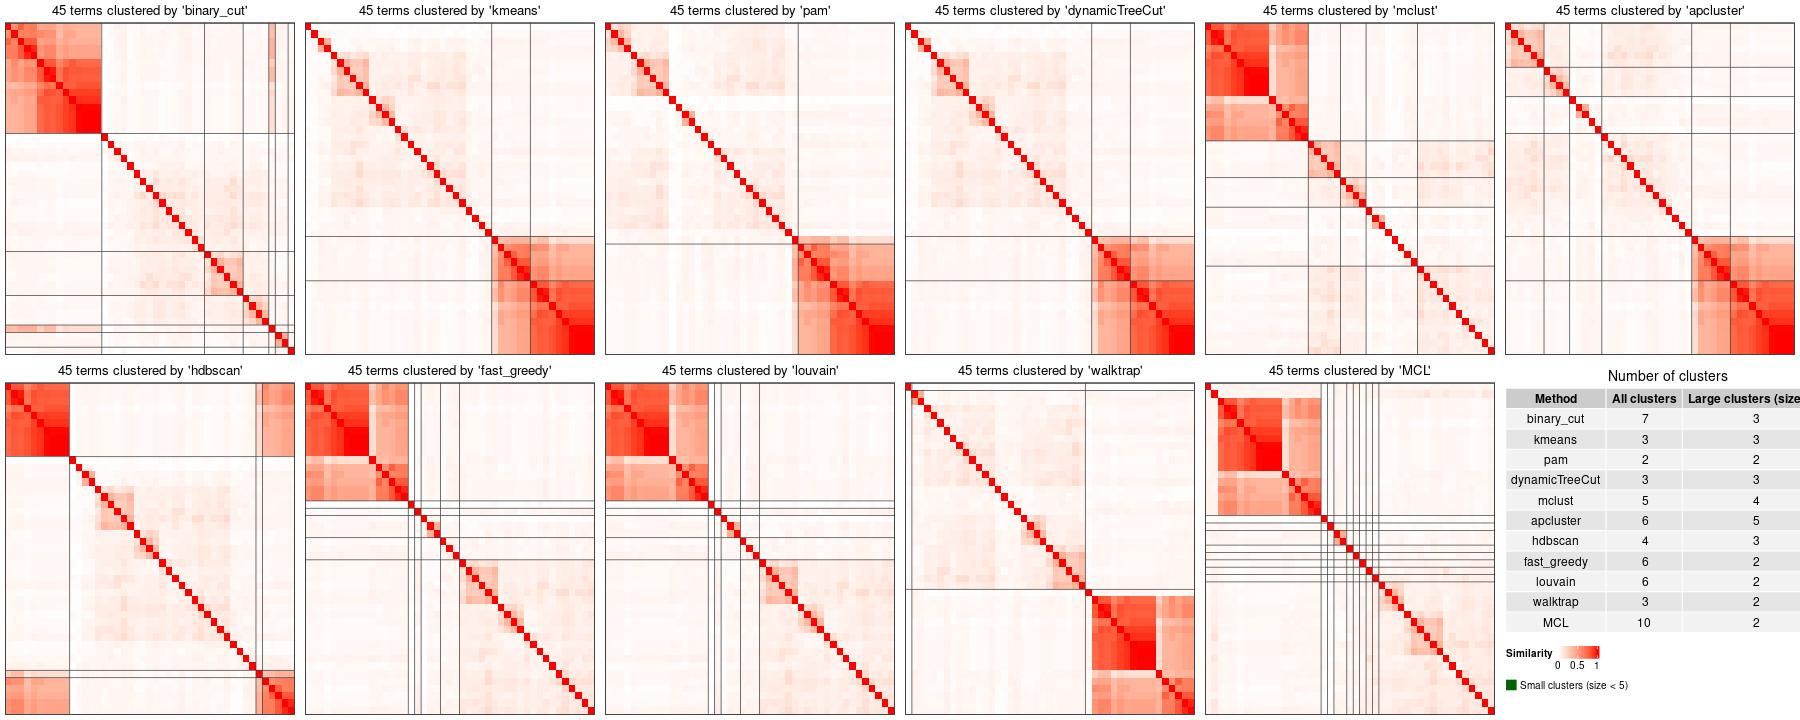 45 terms clustered by 'binary_cut'
45 terms clustered by 'kmeans'
45 terms clustered by 'pam'
45 terms clustered by 'dynamicTreeCut'
45 terms clustered by 'mclust'
45 terms clustered by 'apcluster'
45 terms clustered by 'hdbscan'
45 terms clustered by 'fast_greedy'
45 terms clustered by 'louvain'
45 terms clustered by 'walktrap'
45 terms clustered by 'MCL'
Number of clusters
Method All clusters Large clusters (size
binary_cut 7 3
kmeans 3 3
pam 2 2
dynamicTreeCut 3 3
mclust 5 4
apcluster 6 5
hdbscan 4 3
fast_greedy 6 2
louvain 6 2
walktrap 3 2
MCL 10 2
Similarity
0 0.5 1
Small clusters (size < 5)